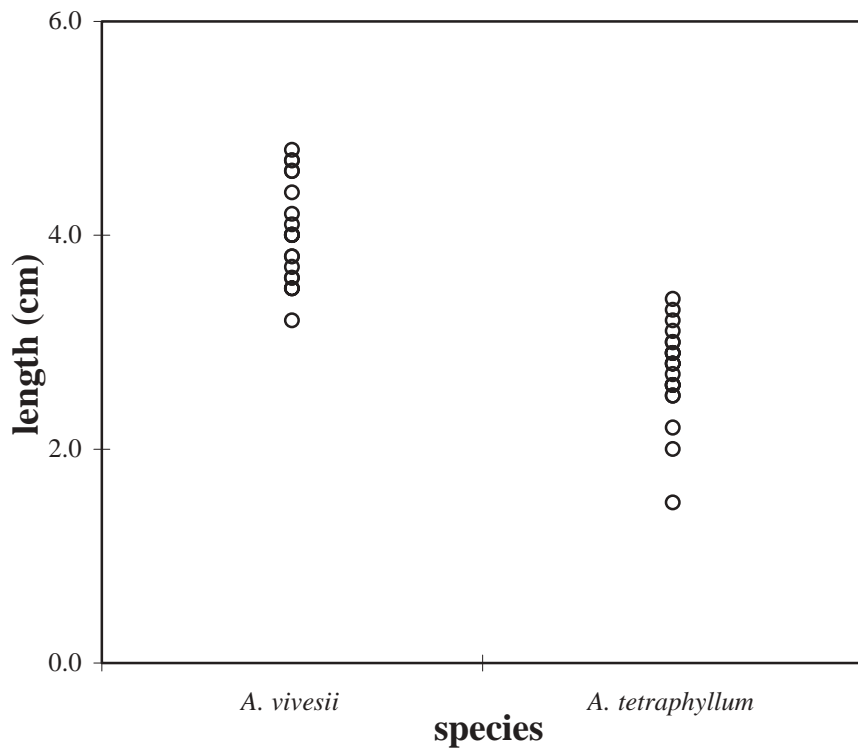 6.0
4.0
2.0
0.0
length (cm)
A. vivesii
A. tetraphyllum
species